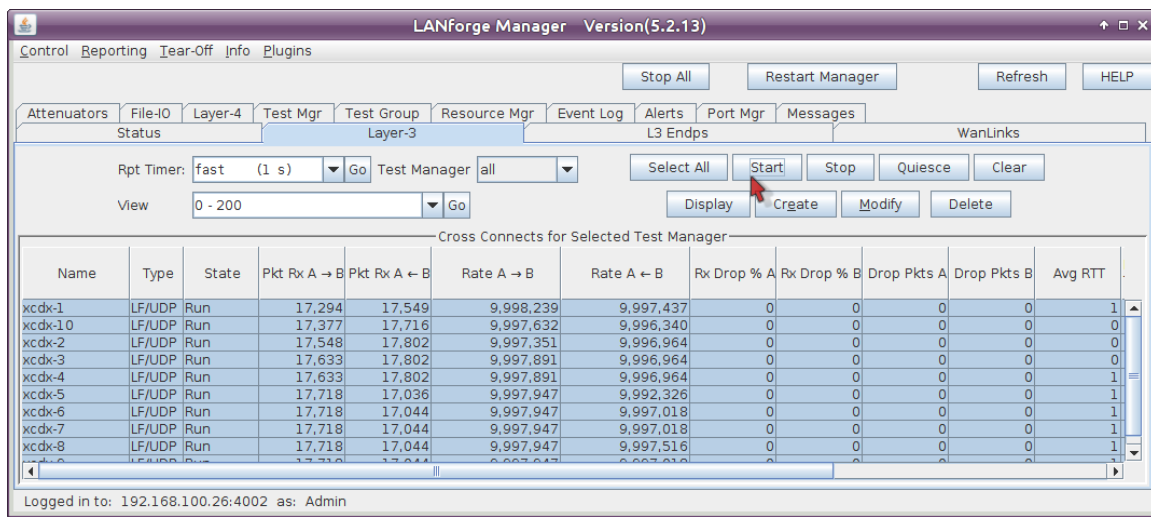 LANforge Manager Version(5.2.13)
Control Reporting Tear-Off Info Plugins
Stop All Restart Manager Refresh HELP
Attenuators File-IO Layer-4 Test Mgr Test Group Resource Mgr Event Log Alerts Port Mgr Messages
Status Layer-3 L3 Endps WanLinks
Rpt Timer: fast (1 s) Go Test Manager all Select All Start Stop Quiesce Clear
View 0 - 200 Go Display Create Modify Delete
Cross Connects for Selected Test Manager
Name Type State Pkt Rx A → B Pkt Rx A ← B Rate A → B Rate A ← B Rx Drop % A Rx Drop % B Drop Pkts A Drop Pkts B Avg RTT
xcdx-1 LF/UDP Run 17,294 17,549 9,998,239 9,997,437 0 0 0 0 1
xcdx-10 LF/UDP Run 17,377 17,716 9,997,632 9,996,340 0 0 0 0 0
xcdx-2 LF/UDP Run 17,548 17,802 9,997,351 9,996,964 0 0 0 0 0
xcdx-3 LF/UDP Run 17,633 17,802 9,997,891 9,996,964 0 0 0 0 0
xcdx-4 LF/UDP Run 17,633 17,802 9,997,891 9,996,964 0 0 0 0 1
xcdx-5 LF/UDP Run 17,718 17,036 9,997,947 9,992,326 0 0 0 0 1
xcdx-6 LF/UDP Run 17,718 17,044 9,997,947 9,997,018 0 0 0 0 1
xcdx-7 LF/UDP Run 17,718 17,044 9,997,947 9,997,018 0 0 0 0 1
xcdx-8 LF/UDP Run 17,718 17,044 9,997,947 9,997,516 0 0 0 0 1
Logged in to: 192.168.100.26:4002 as: Admin